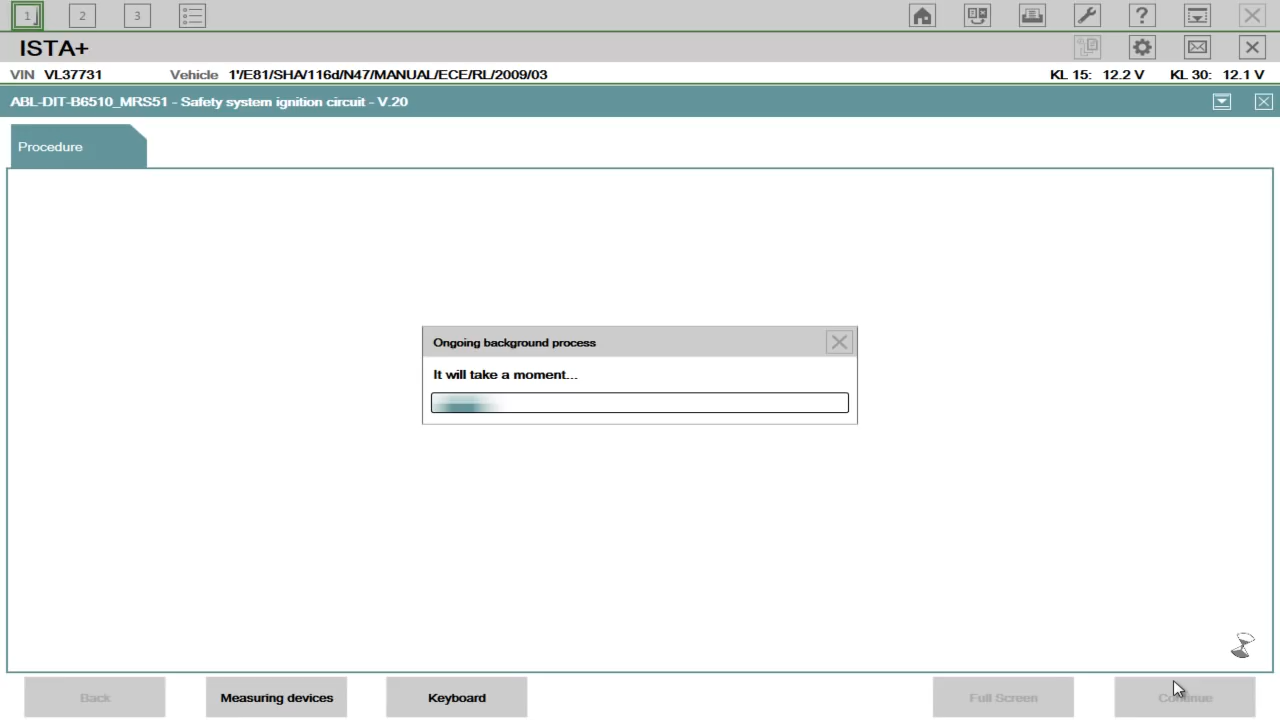 1 2 3 ?
ISTA+
VIN VL37731 Vehicle 1'/E81/SHA/116d/N47/MANUAL/ECE/RL/2009/03 KL 15: 12.2 V KL 30: 12.1 V
ABL-DIT-B6510_MRS51 - Safety system ignition circuit - V.20
Procedure
Ongoing background process
It will take a moment...
Back Measuring devices Keyboard Full Screen Continue